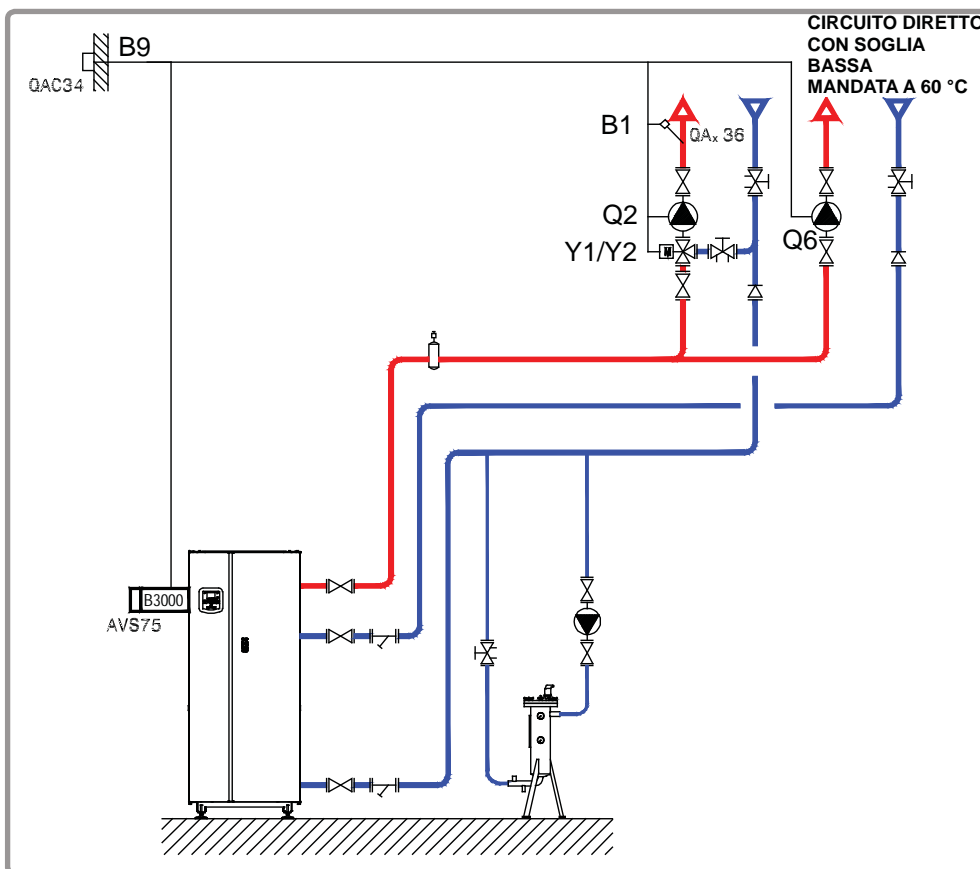 CIRCUITO DIRETTO
CON SOGLIA
BASSA
MANDATA A 60 °C
B9
QAC34
B1
QAx 36
Q2
Q6
Y1/Y2
M
B3000
AVS75